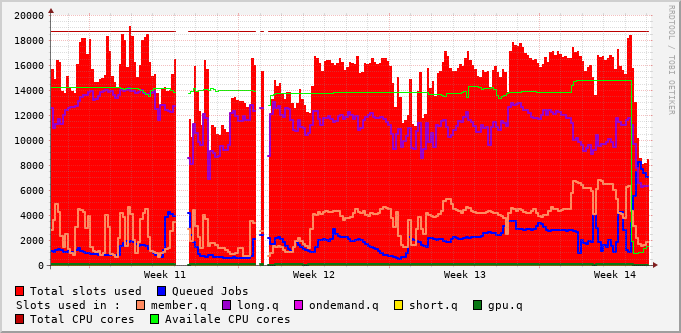 20000
18000
16000
14000
12000
10000
8000
6000
4000
2000
0
Week 11 Week 12 Week 13 Week 14
RRDTOOL / TOBI OETIKER
Total slots used Queued Jobs
Slots used in : member.q long.q ondemand.q short.q gpu.q
Total CPU cores Availale CPU cores